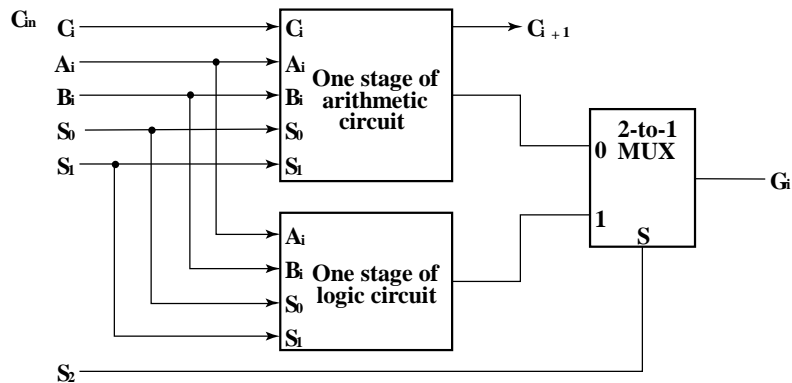 Cin
Ci
Ai
Bi
S0
S1
Ci
Ai
Bi
S0
S1
One stage of
arithmetic
circuit
Ci + 1
Ai
Bi
S0
S1
One stage of
logic circuit
2-to-1
MUX
0
1
S
Gi
S2